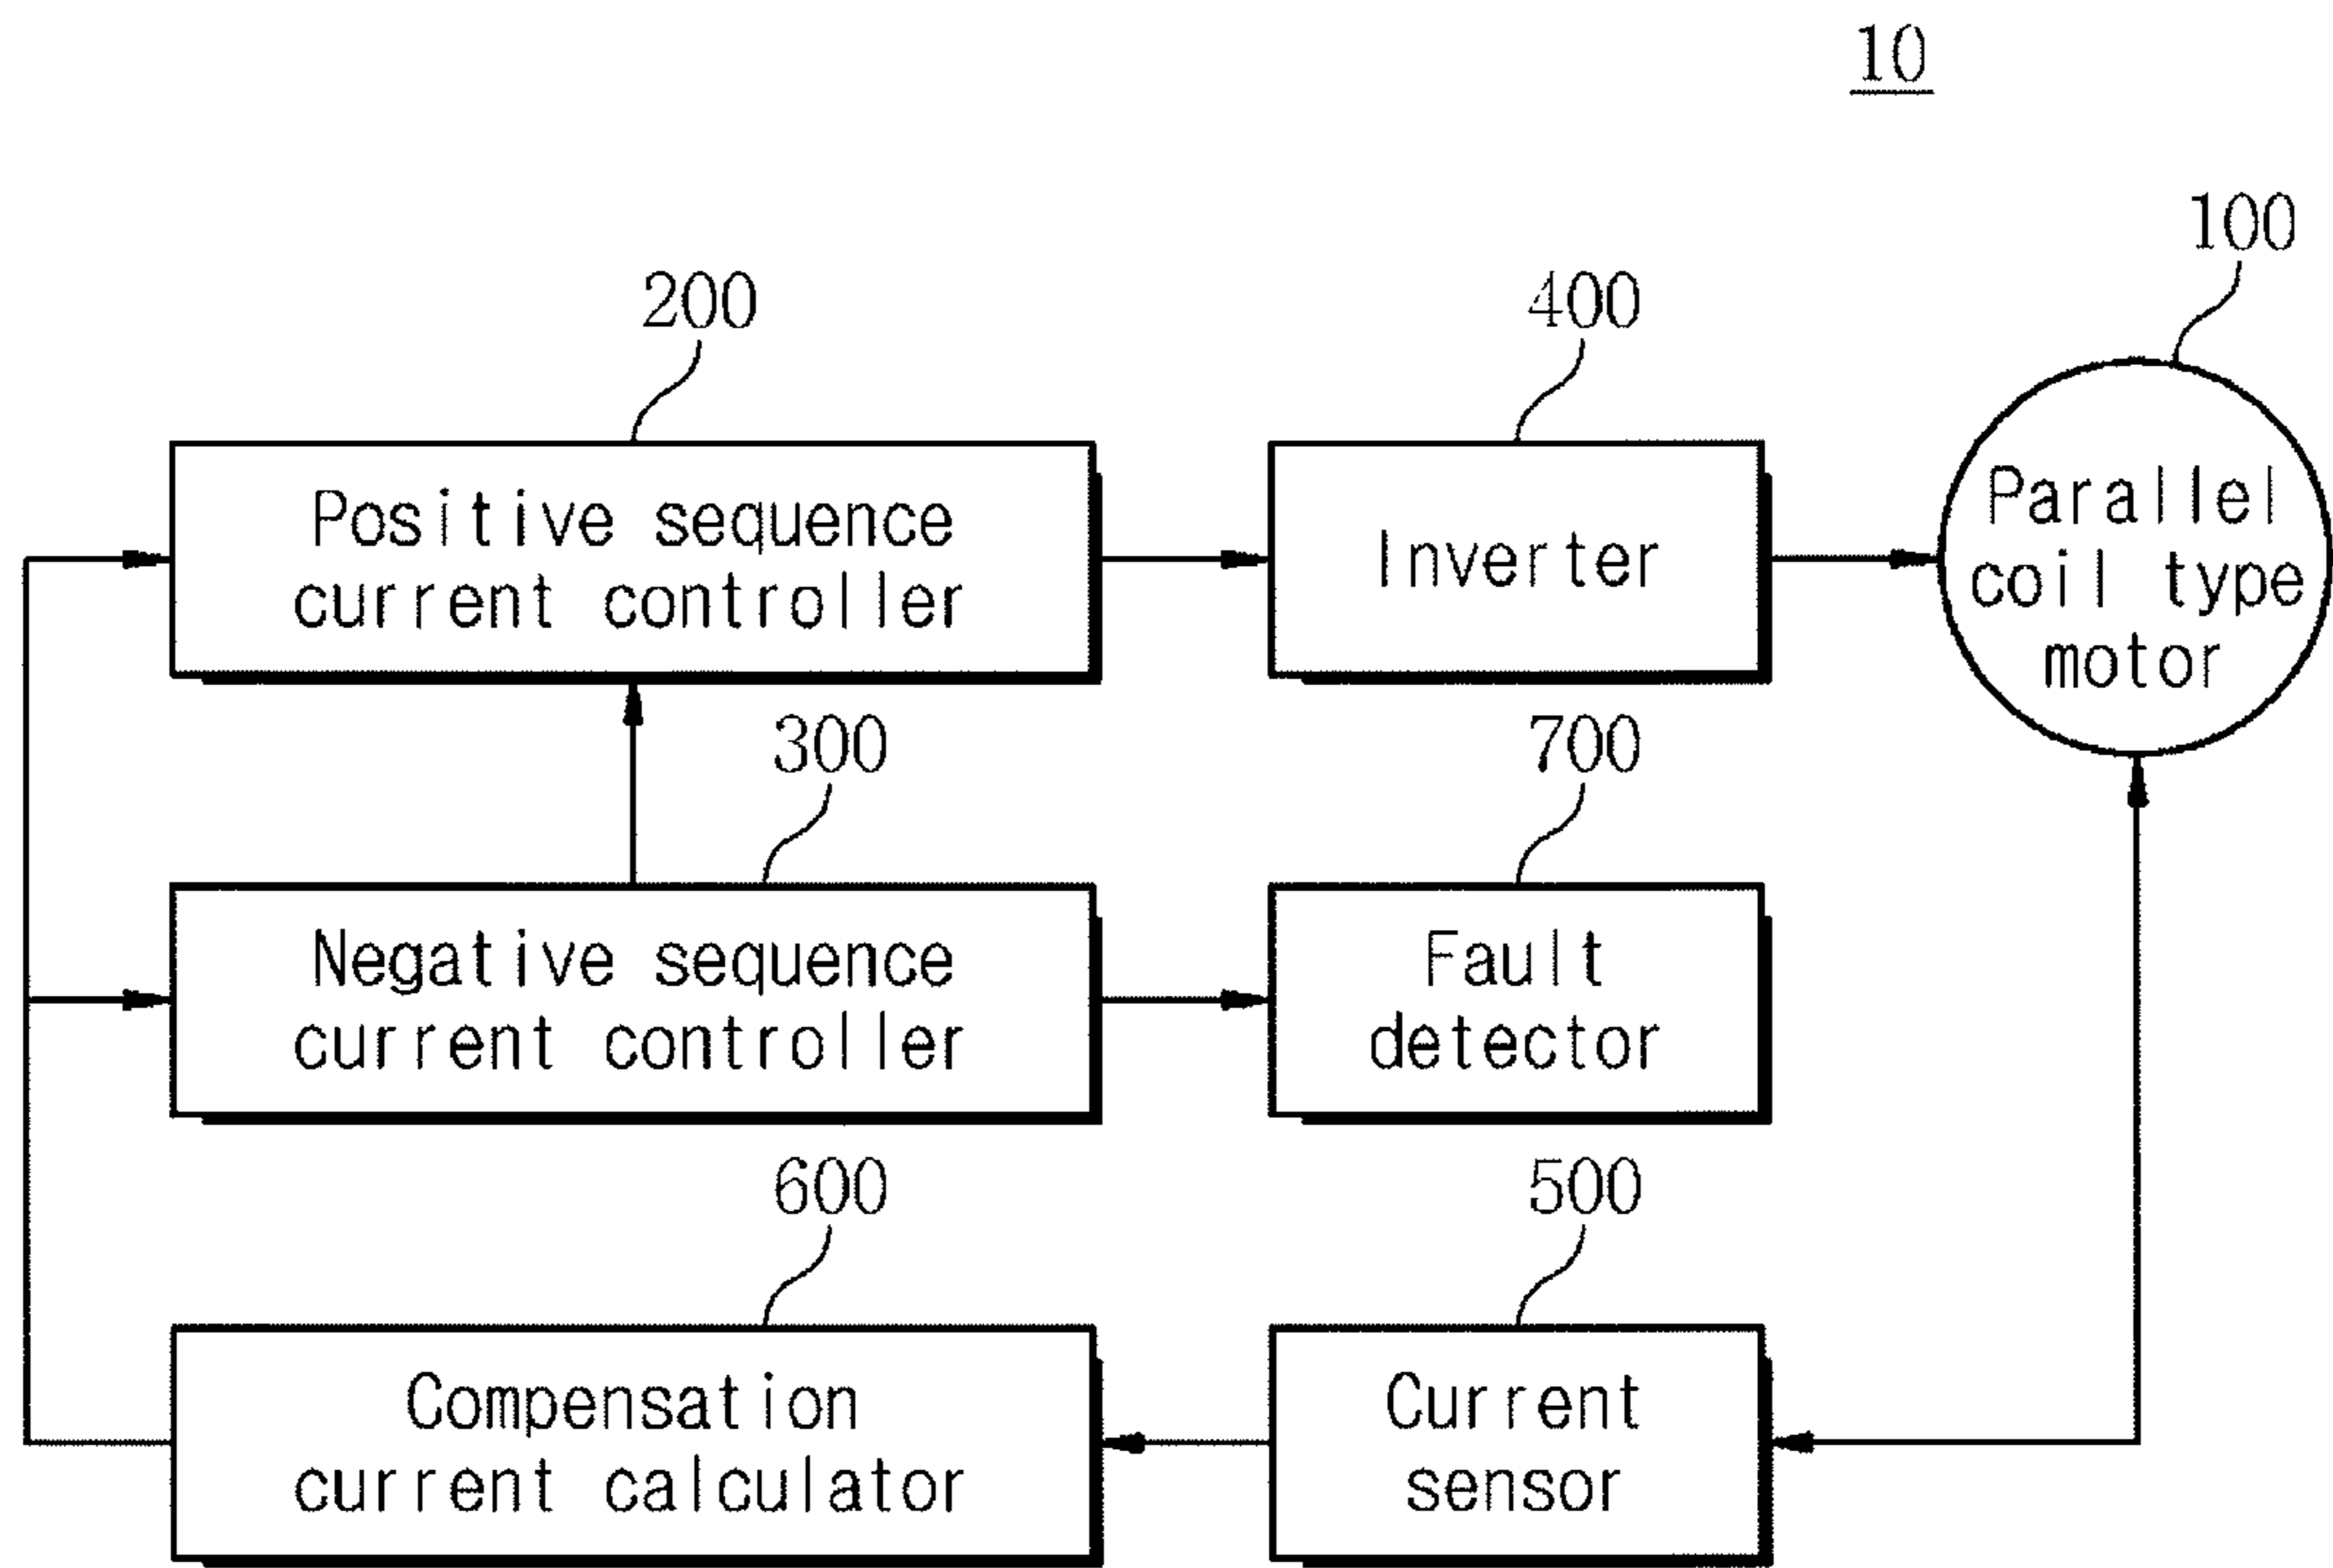 10
100
200
400
Positive sequence
current controller
Inverter
Parallel
coil type
motor
300
700
Negative sequence
current controller
Fault
detector
600
500
Compensation
current calculator
Current
sensor